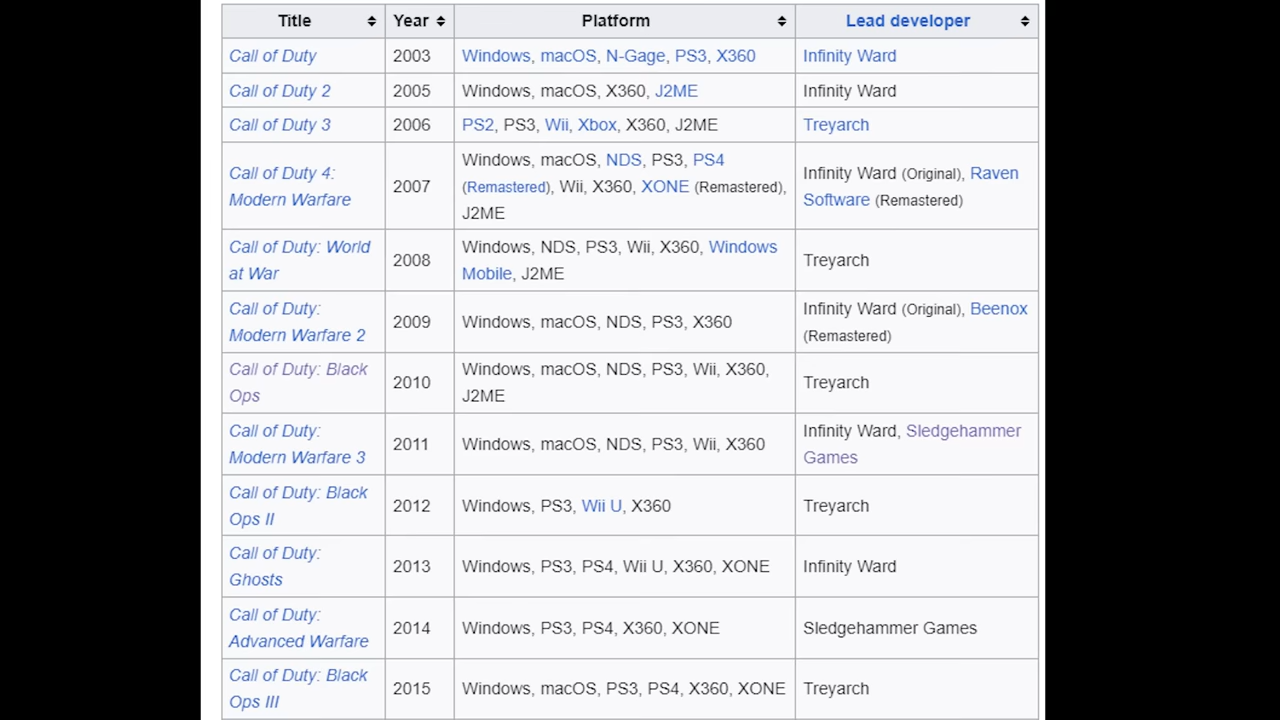 Title Year Platform Lead developer
Call of Duty 2003 Windows, macOS, N-Gage, PS3, X360 Infinity Ward
Call of Duty 2 2005 Windows, macOS, X360, J2ME Infinity Ward
Call of Duty 3 2006 PS2, PS3, Wii, Xbox, X360, J2ME Treyarch
Call of Duty 4:
Modern Warfare
2007
Windows, macOS, NDS, PS3, PS4
(Remastered), Wii, X360, XONE (Remastered),
J2ME
Infinity Ward (Original), Raven
Software (Remastered)
Call of Duty: World
at War
2008
Windows, NDS, PS3, Wii, X360, Windows
Mobile, J2ME
Treyarch
Call of Duty:
Modern Warfare 2
2009
Windows, macOS, NDS, PS3, X360
Infinity Ward (Original), Beenox
(Remastered)
Call of Duty: Black
Ops
2010
Windows, macOS, NDS, PS3, Wii, X360,
J2ME
Treyarch
Call of Duty:
Modern Warfare 3
2011
Windows, macOS, NDS, PS3, Wii, X360
Infinity Ward, Sledgehammer
Games
Call of Duty: Black
Ops II
2012
Windows, PS3, Wii U, X360
Treyarch
Call of Duty:
Ghosts
2013
Windows, PS3, PS4, Wii U, X360, XONE
Infinity Ward
Call of Duty:
Advanced Warfare
2014
Windows, PS3, PS4, X360, XONE
Sledgehammer Games
Call of Duty: Black
Ops III
2015
Windows, macOS, PS3, PS4, X360, XONE
Treyarch